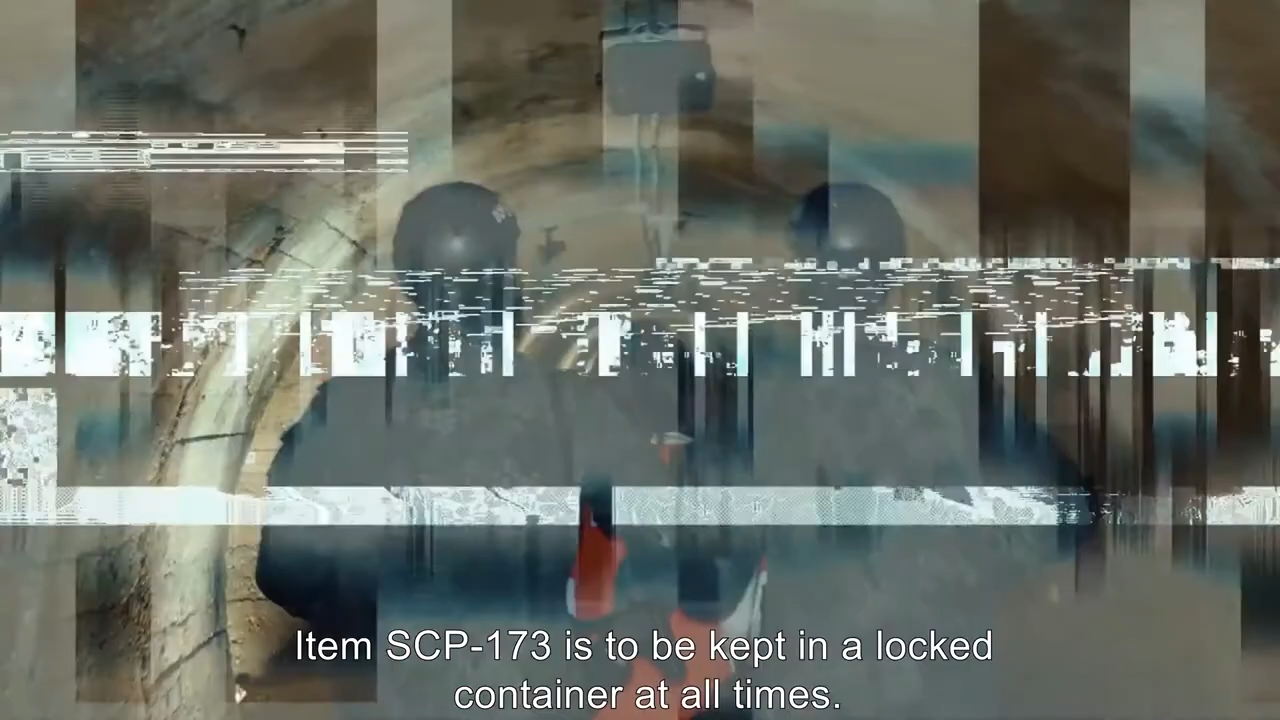 Item SCP-173 is to be kept in a locked
container at all times.